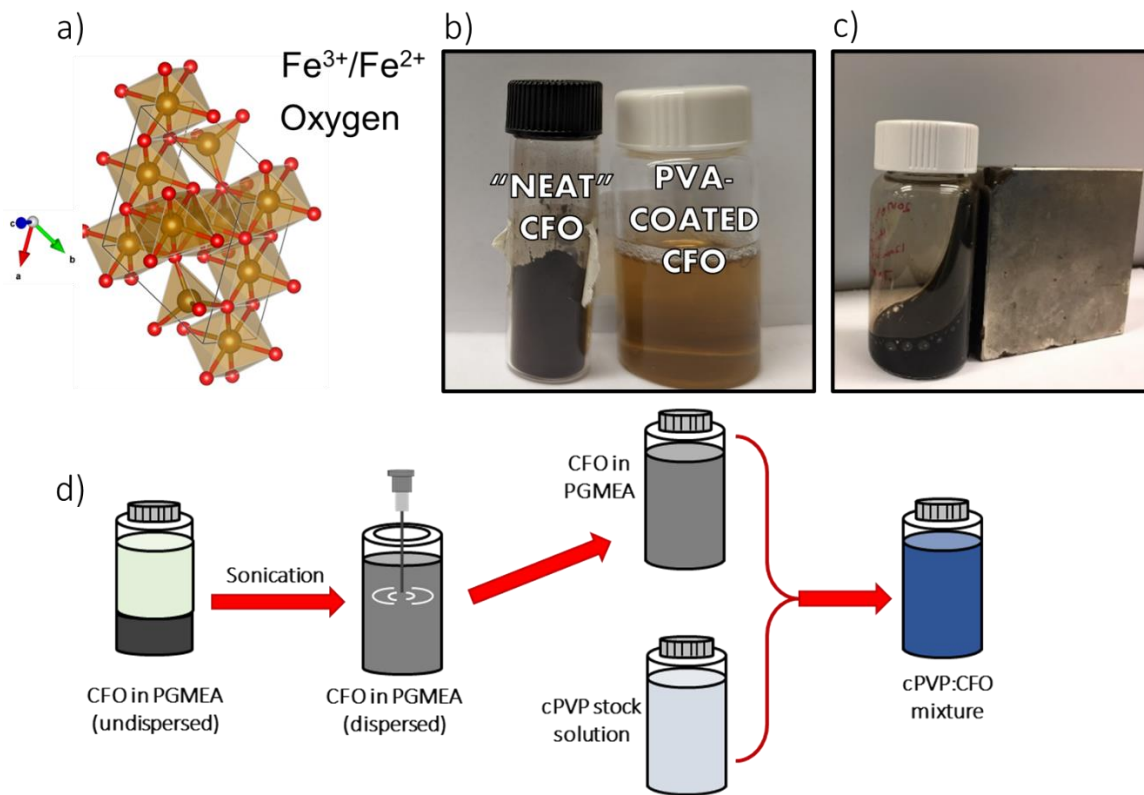 a)
Fe³⁺/Fe²⁺
Oxygen
c
a
b
b)
“NEAT”
CFO
PVA-
COATED
CFO
c)
d)
CFO in PGMEA
(undispersed)
Sonication
CFO in PGMEA
(dispersed)
CFO in
PGMEA
cPVP stock
solution
cPVP:CFO
mixture